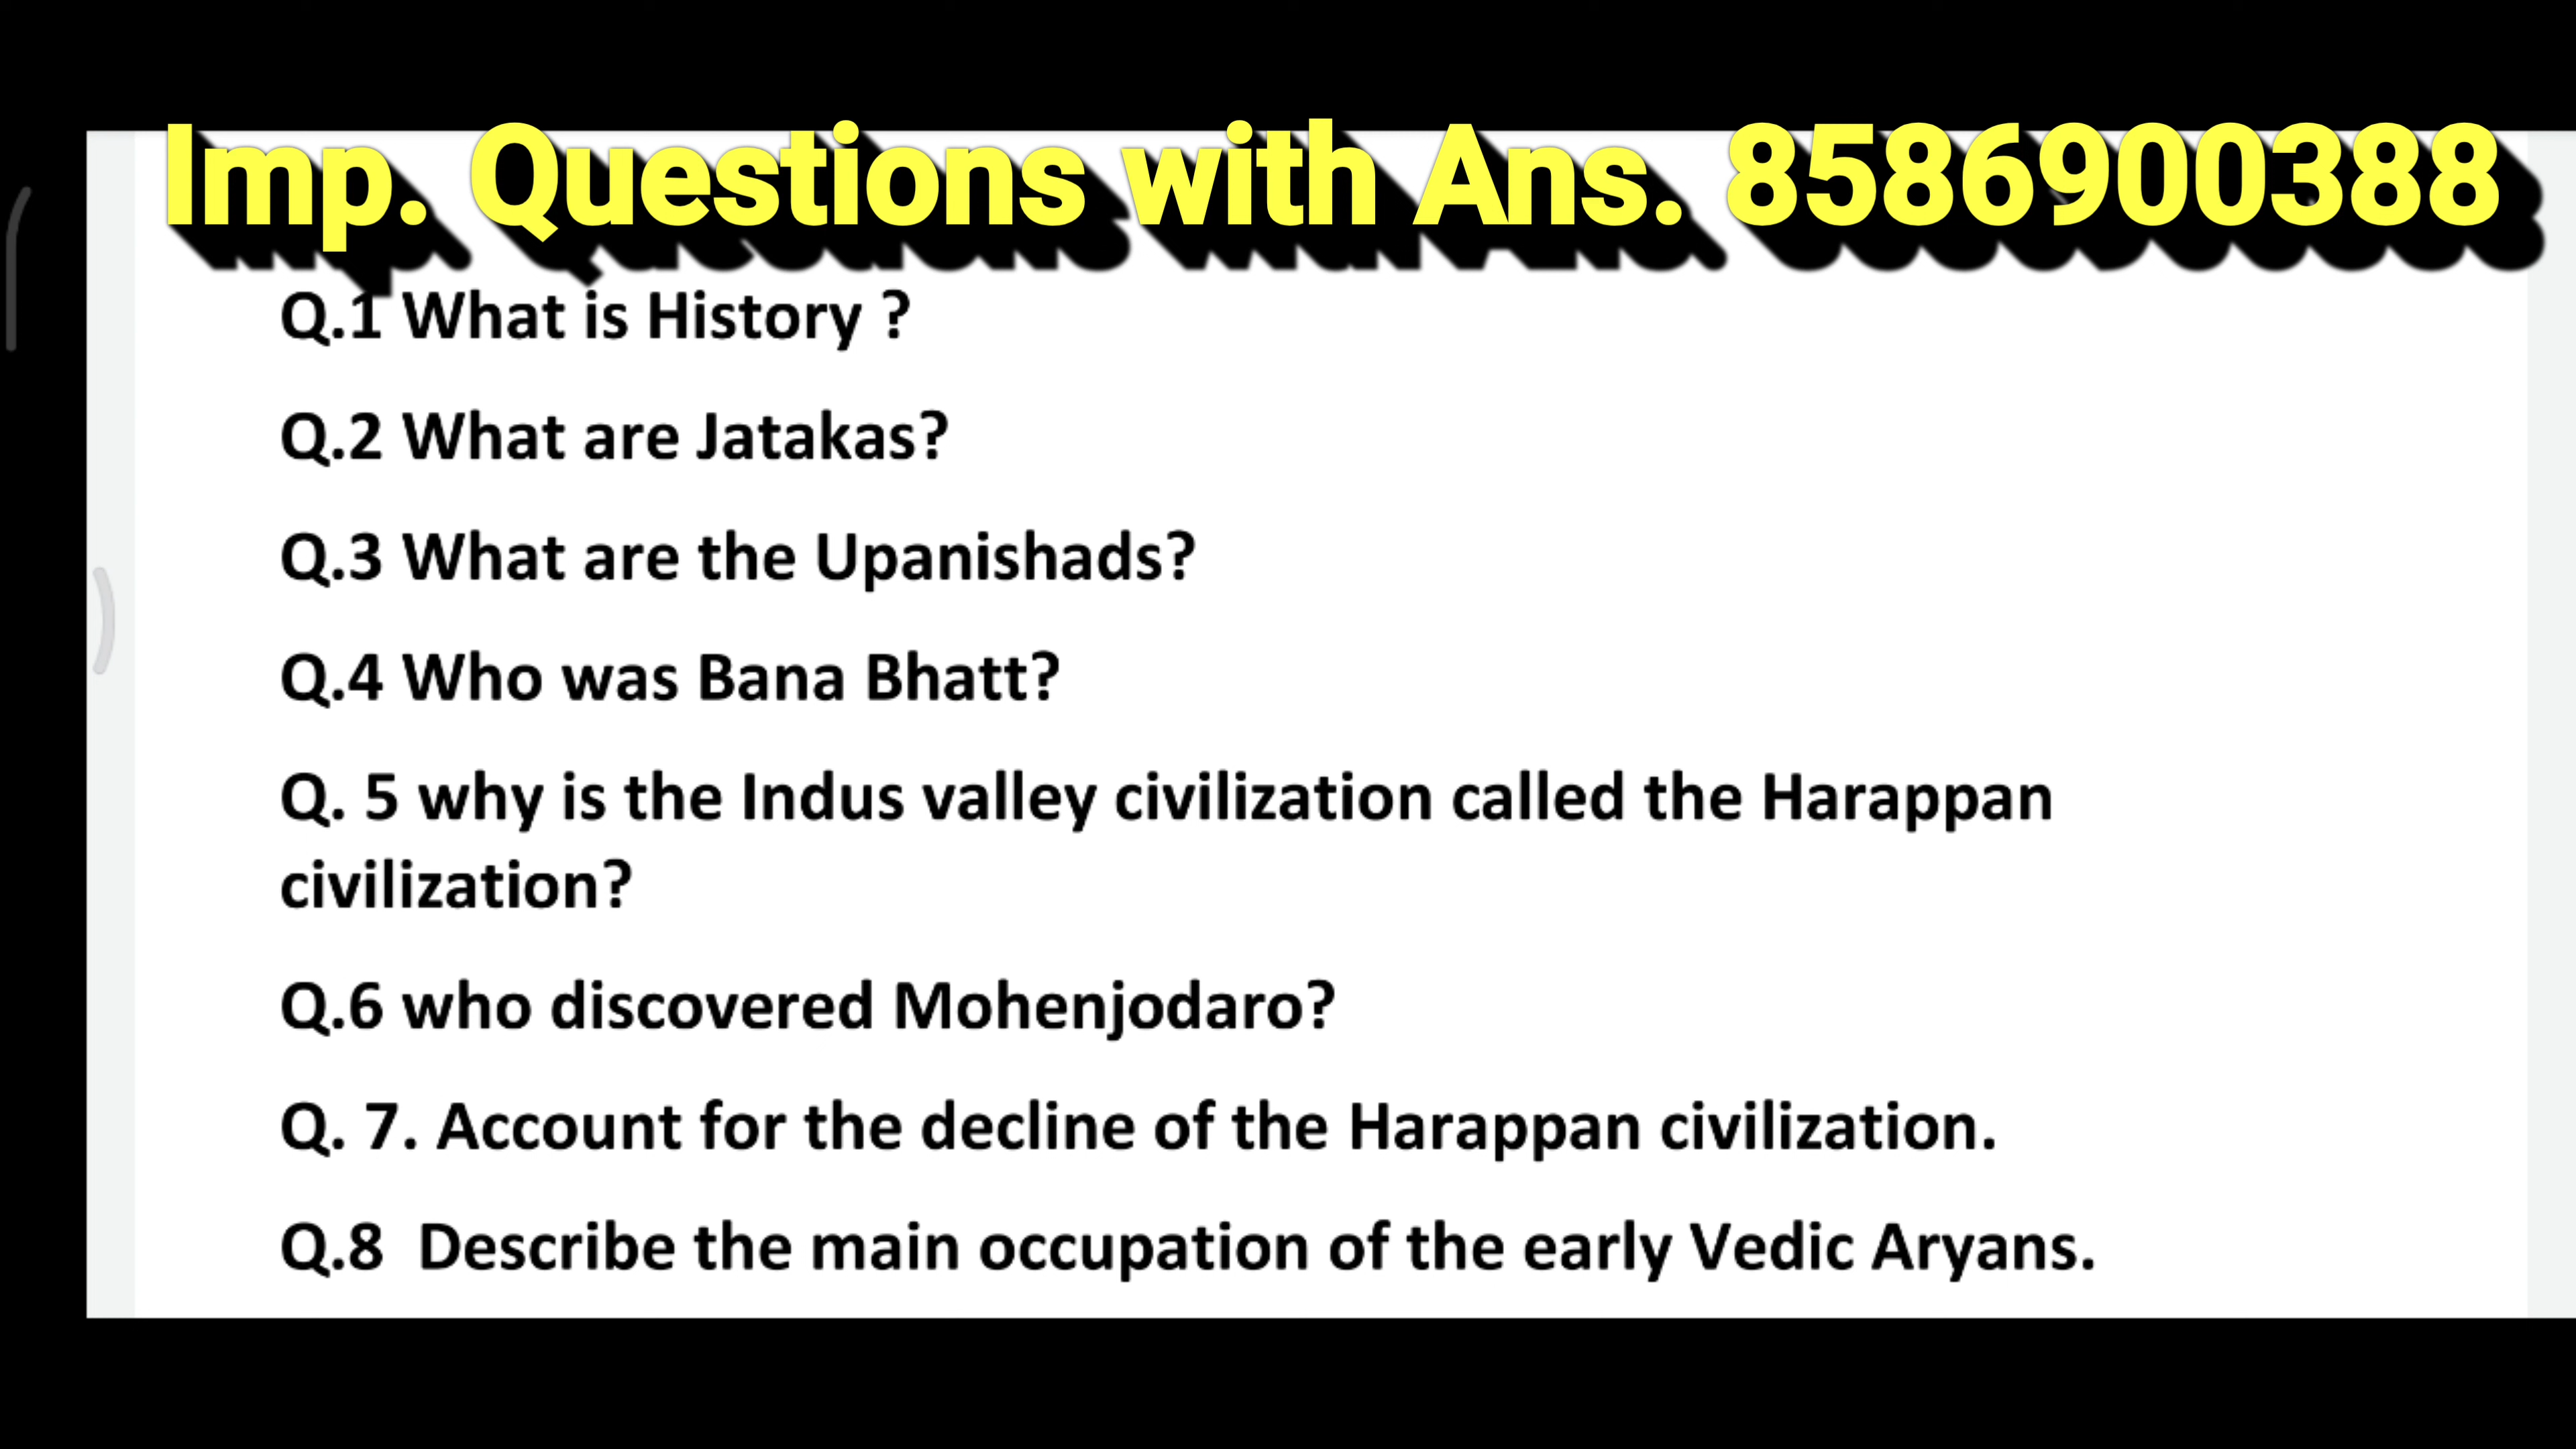 Imp. Questions with Ans. 8586900388
Q.1 What is History ?
Q.2 What are Jatakas?
Q.3 What are the Upanishads?
Q.4 Who was Bana Bhatt?
Q. 5 why is the Indus valley civilization called the Harappan
civilization?
Q.6 who discovered Mohenjodaro?
Q. 7. Account for the decline of the Harappan civilization.
Q.8 Describe the main occupation of the early Vedic Aryans.